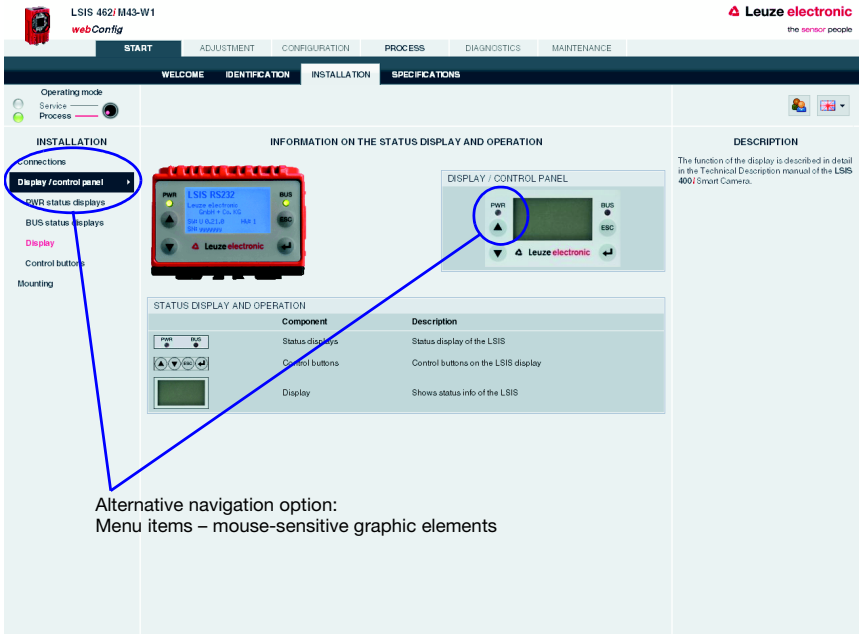 LSIS 462i M43-W1
webConfig
Leuze electronic
the sensor people
START ADJUSTMENT CONFIGURATION PROCESS DIAGNOSTICS MAINTENANCE
WELCOME IDENTIFICATION INSTALLATION SPECIFICATIONS
Operating mode
Service
Process
INSTALLATION
Connections
Display / control panel
PWR status displays
BUS status displays
Display
Control buttons
Mounting
INFORMATION ON THE STATUS DISPLAY AND OPERATION
PWR BUS
LSIS RS232
Leuze electronic
GmbH + Co. KG
ESC
Leuze electronic
DISPLAY / CONTROL PANEL
PWR BUS
ESC
Leuze electronic
STATUS DISPLAY AND OPERATION
Component Description
PWR BUS
Status displays Status display of the LSIS
ESC
Control buttons Control buttons on the LSIS display
Display Shows status info of the LSIS
DESCRIPTION
The function of the display is described in detail
in the Technical Description manual of the LSIS
400i Smart Camera.
Alternative navigation option:
Menu items – mouse-sensitive graphic elements